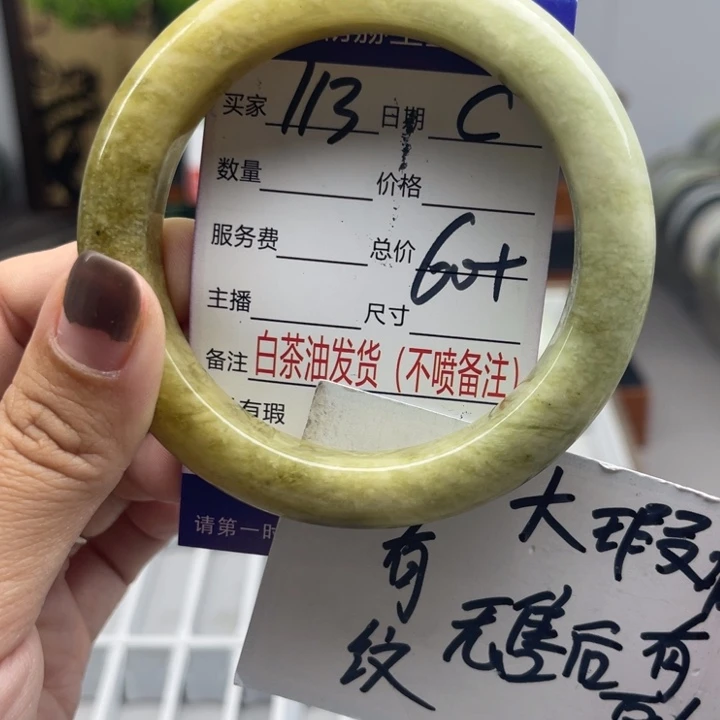 买家 113 日期 C
数量 价格
服务费 总价 60+
主播 尺寸
备注 白茶油发货（不喷备注）
有瑕
请第一时
大瑕
有
纹
无售后有